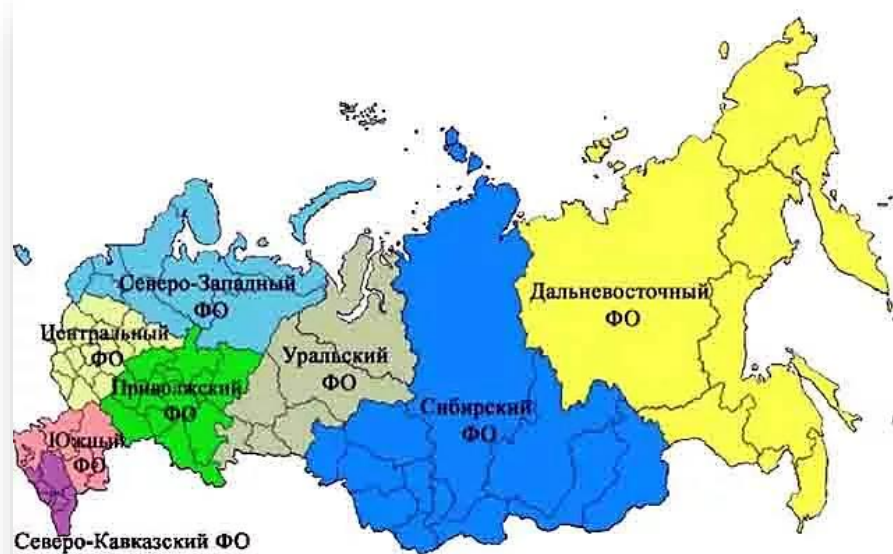 Северо-Западный
ФО
Дальневосточный
ФО
Центральный
ФО
Уральский
ФО
Приволжский
ФО
Сибирский
ФО
Южный
ФО
Северо-Кавказский ФО